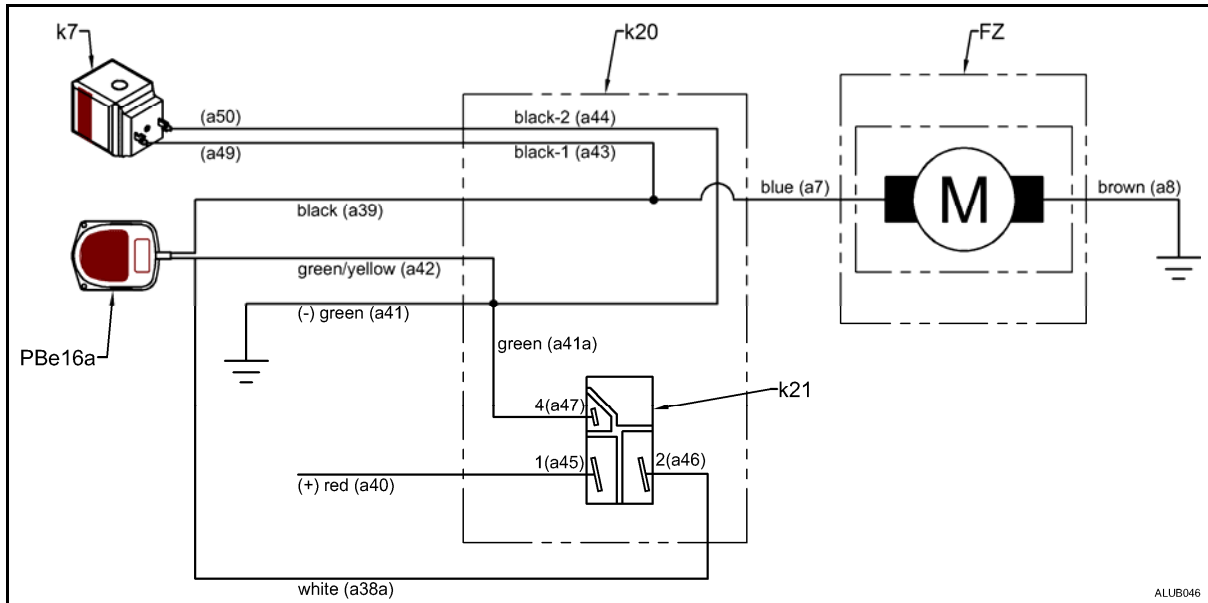 k7
k20
FZ
(a50)
black-2 (a44)
(a49)
black-1 (a43)
blue (a7)
M
brown (a8)
black (a39)
green/yellow (a42)
(-) green (a41)
PBe16a
green (a41a)
k21
4(a47)
1(a45)
2(a46)
(+) red (a40)
white (a38a)
ALUB046